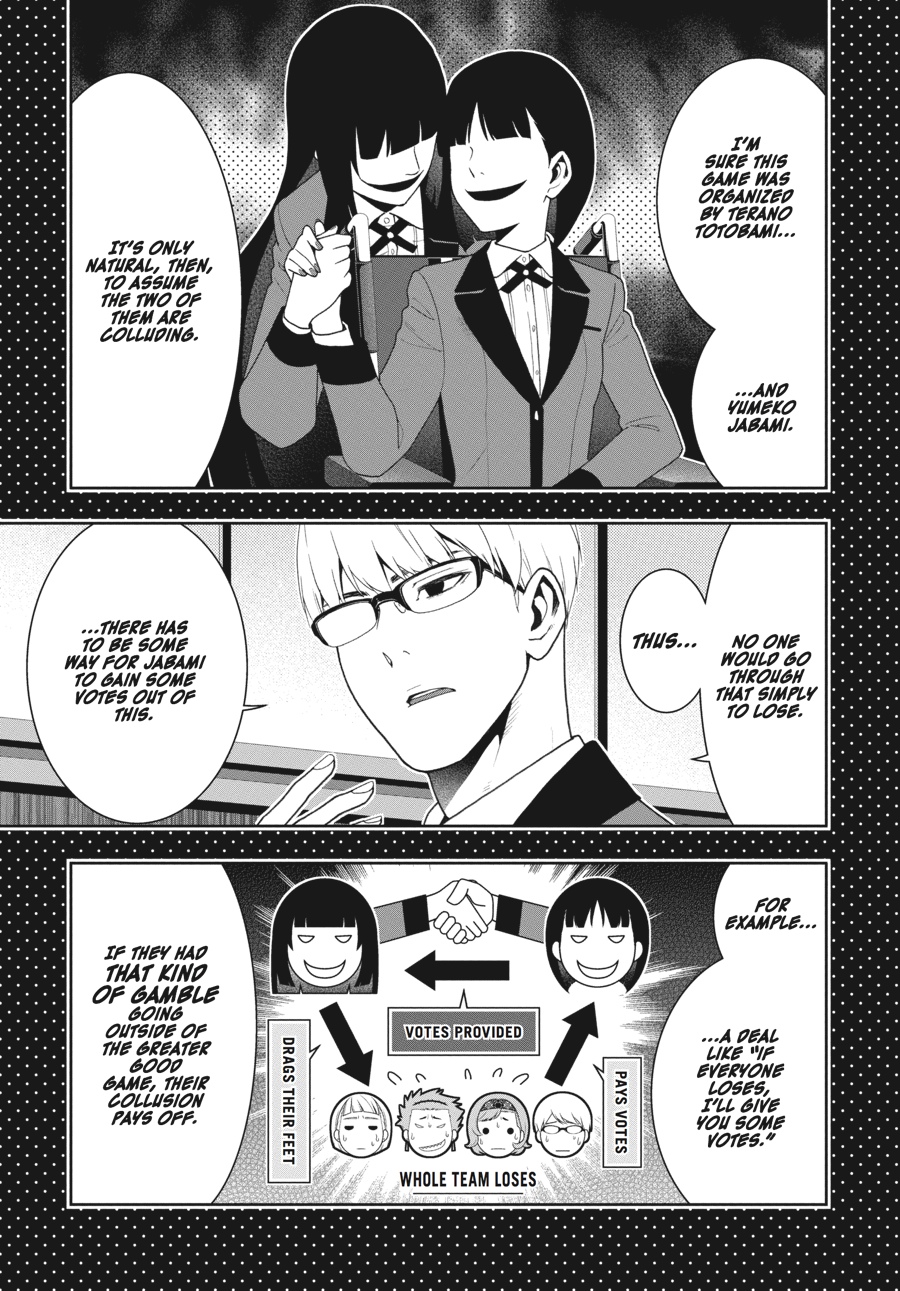 I'M
SURE THIS
GAME WAS
ORGANIZED
BY TERANO
TOTOBAMI...
...AND
YUMEKO
JABAMI.
IT'S ONLY
NATURAL, THEN,
TO ASSUME
THE TWO OF
THEM ARE
COLLUDING.
NO ONE
WOULD GO
THROUGH
THAT SIMPLY
TO LOSE.
THUS...
...THERE HAS
TO BE SOME
WAY FOR JABAMI
TO GAIN SOME
VOTES OUT OF
THIS.
FOR
EXAMPLE...
...A DEAL
LIKE "IF
EVERYONE
LOSES,
I'LL GIVE
YOU SOME
VOTES."
VOTES PROVIDED
PAYS VOTES
DRAGS THEIR FEET
WHOLE TEAM LOSES
IF THEY HAD
THAT KIND
OF GAMBLE
GOING
OUTSIDE OF
THE GREATER
GOOD
GAME, THEIR
COLLUSION
PAYS OFF.